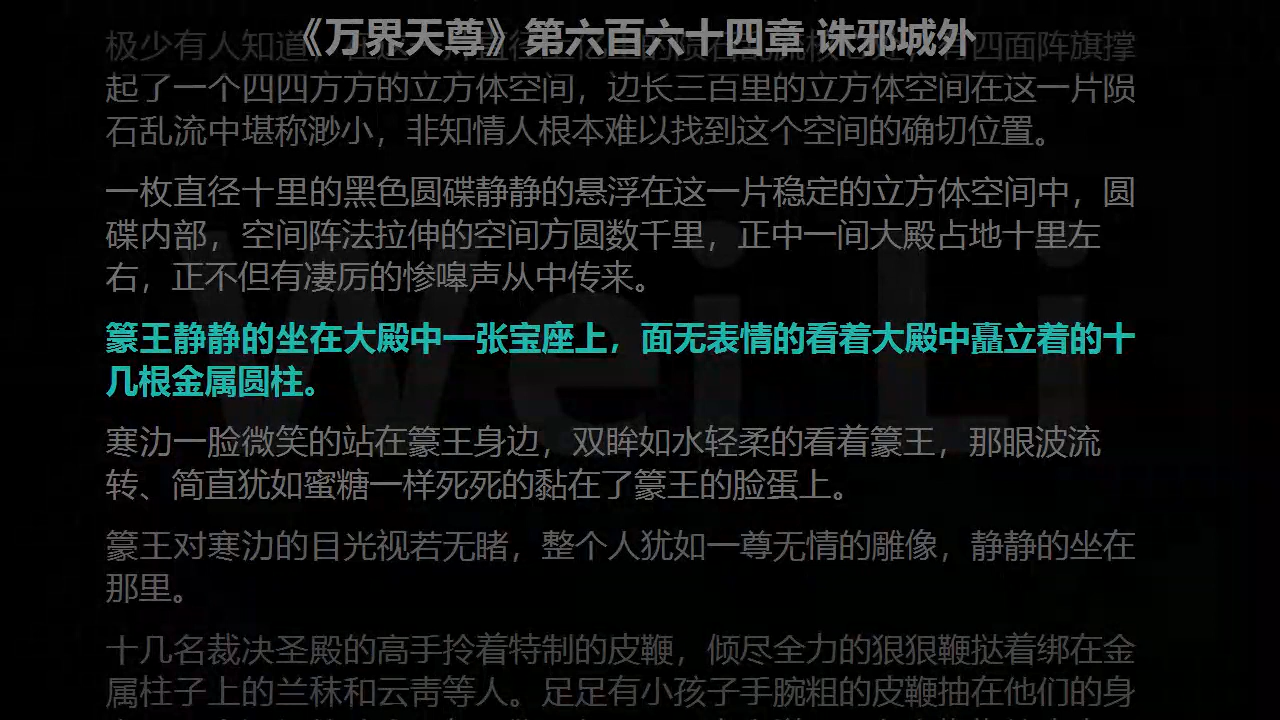 《万界天尊》第六百六十四章 诛邪城外
极少有人知道，
四面阵旗撑
起了一个四四方方的立方体空间，边长三百里的立方体空间在这一片陨
石乱流中堪称渺小，非知情人根本难以找到这个空间的确切位置。
一枚直径十里的黑色圆碟静静的悬浮在这一片稳定的立方体空间中，圆
碟内部，空间阵法拉伸的空间方圆数千里，正中一间大殿占地十里左
右，正不但有凄厉的惨嗥声从中传来。
篆王静静的坐在大殿中一张宝座上，面无表情的看着大殿中矗立着的十
几根金属圆柱。
寒氻一脸微笑的站在篆王身边，双眸如水轻柔的看着篆王，那眼波流
转、简直犹如蜜糖一样死死的黏在了篆王的脸蛋上。
篆王对寒氻的目光视若无睹，整个人犹如一尊无情的雕像，静静的坐在
那里。
十几名裁决圣殿的高手拎着特制的皮鞭，倾尽全力的狠狠鞭挞着绑在金
属柱子上的兰秣和云靑等人。足足有小孩子手腕粗的皮鞭抽在他们的身
Wei Li